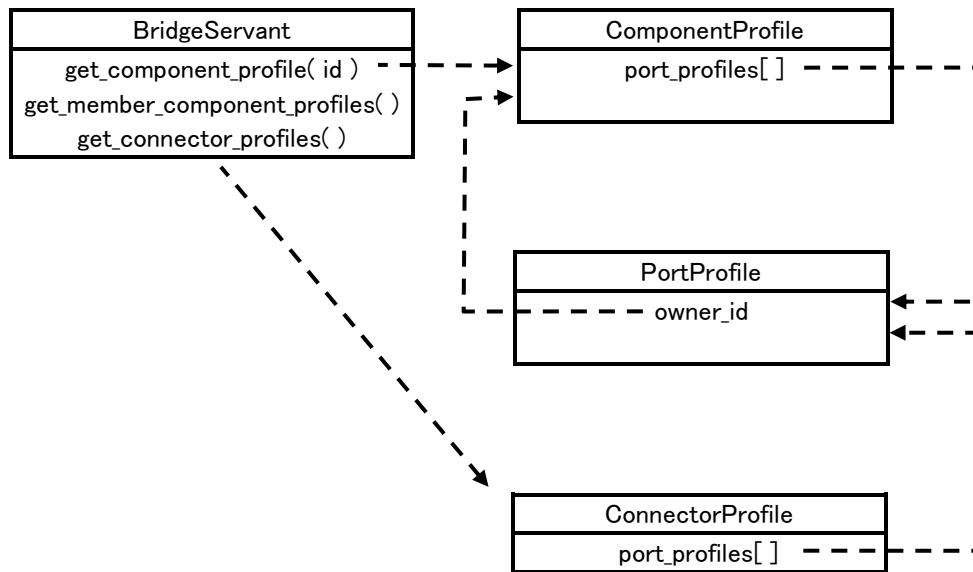 BridgeServant
get_component_profile( id )
get_member_component_profiles( )
get_connector_profiles( )
ComponentProfile
port_profiles[ ]
PortProfile
owner_id
ConnectorProfile
port_profiles[ ]